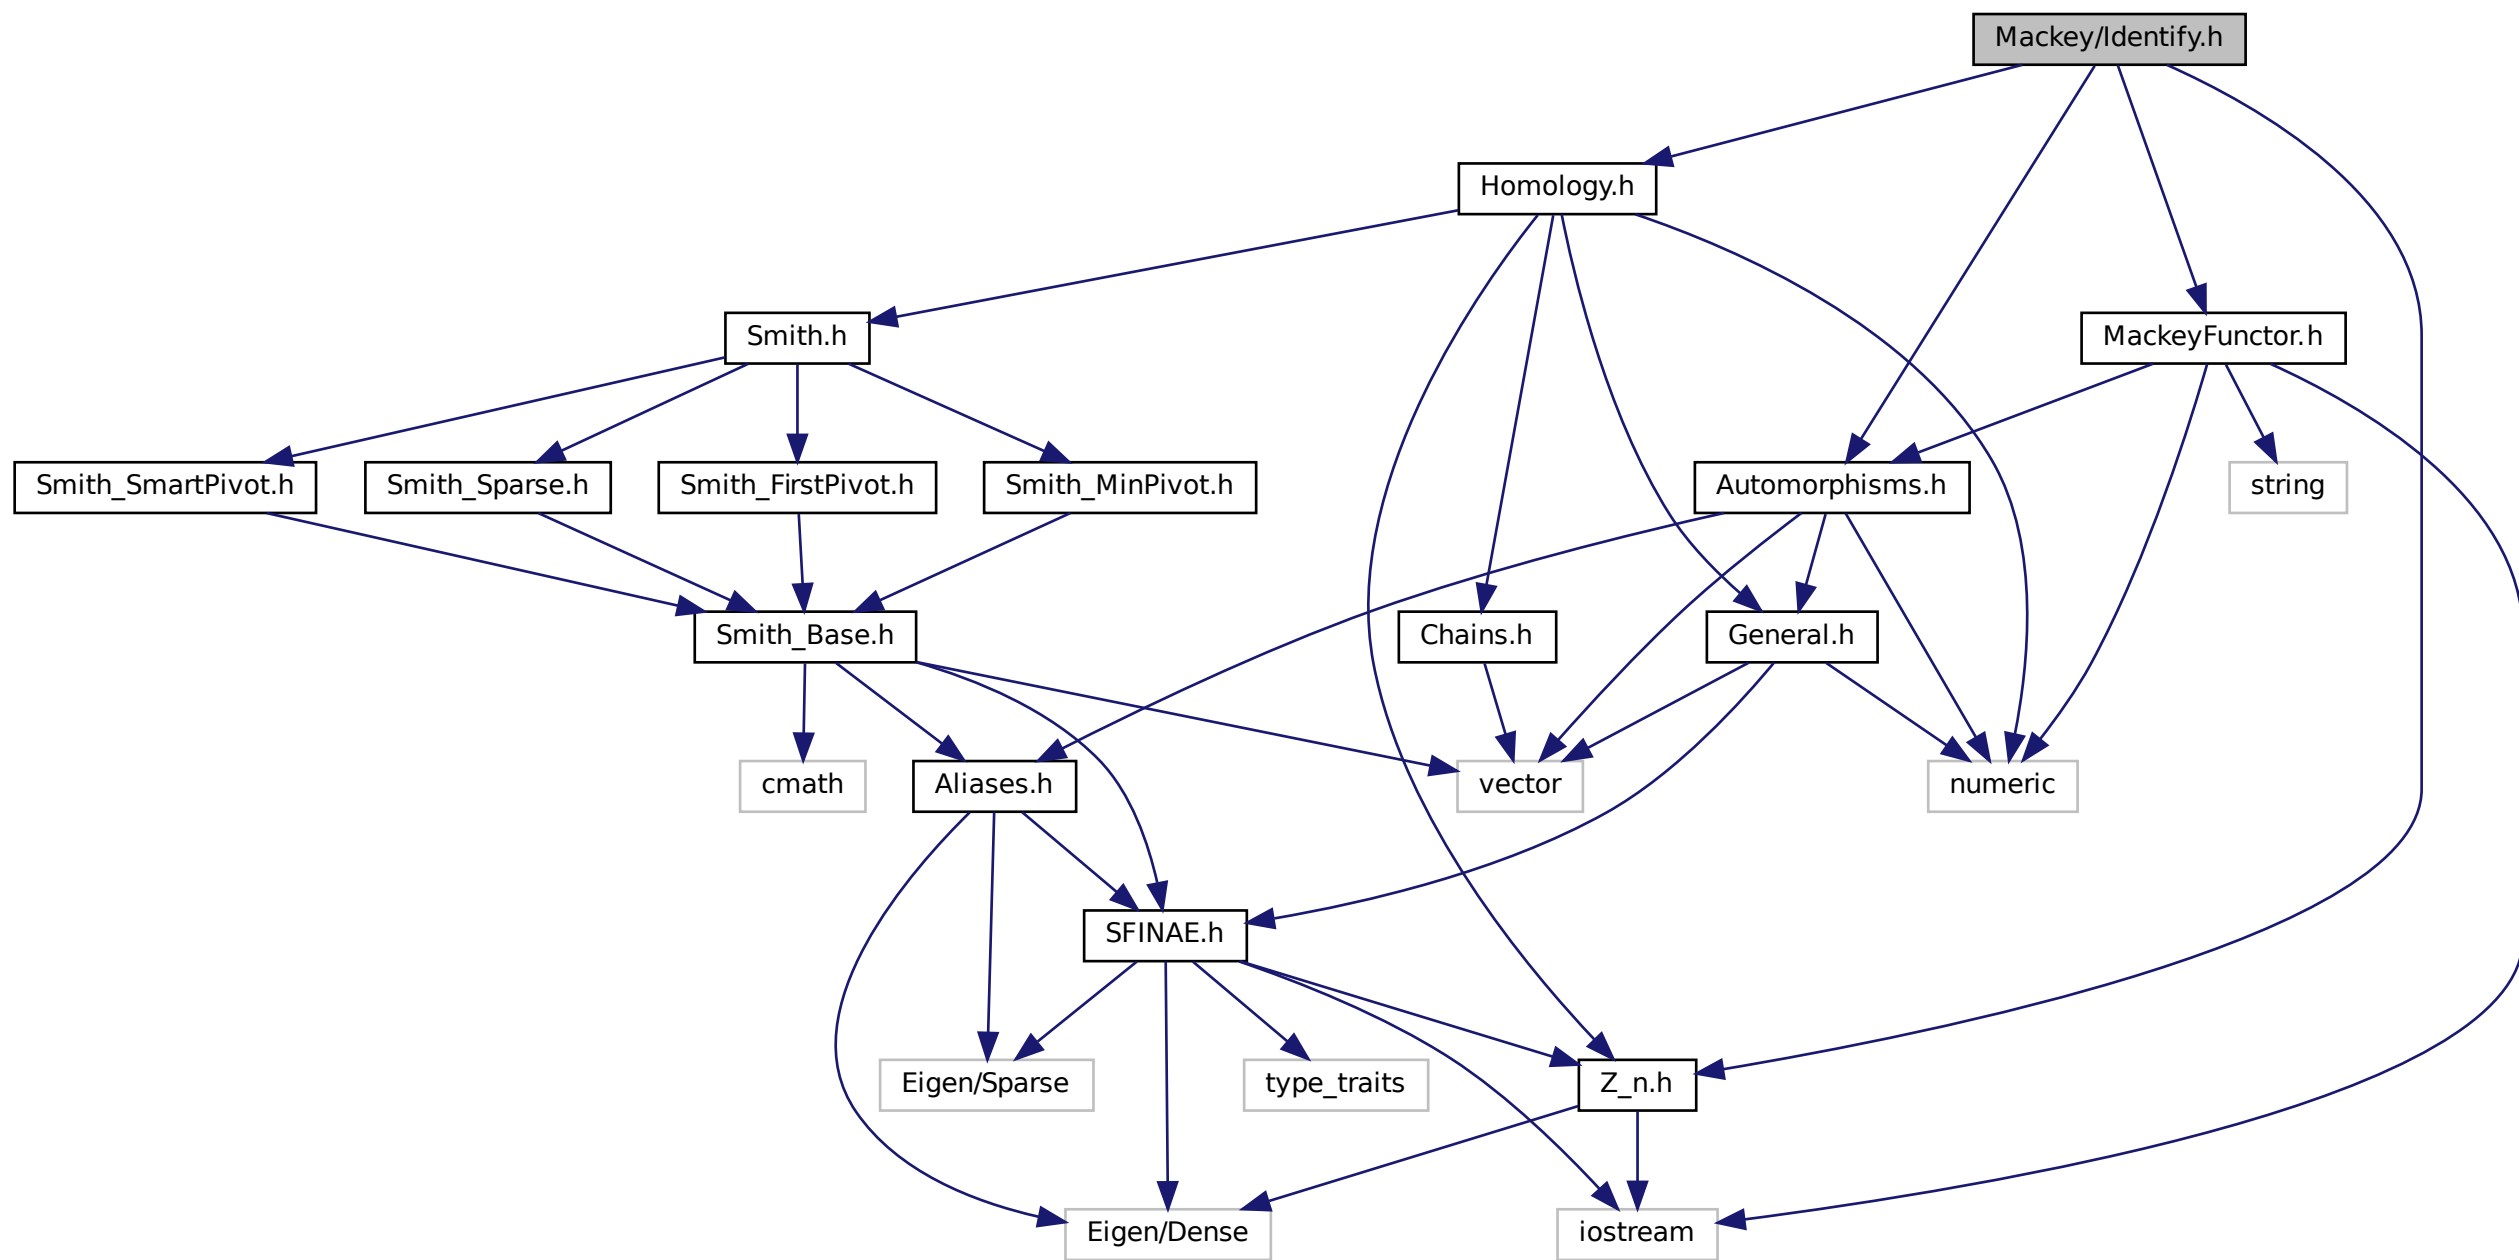 Mackey/Identify.h
Homology.h
Smith.h
MackeyFunctor.h
Smith_SmartPivot.h
Smith_Sparse.h
Smith_FirstPivot.h
Smith_MinPivot.h
Automorphisms.h
string
Smith_Base.h
Chains.h
General.h
cmath
Aliases.h
vector
numeric
SFINAE.h
Eigen/Sparse
type_traits
Z_n.h
Eigen/Dense
iostream